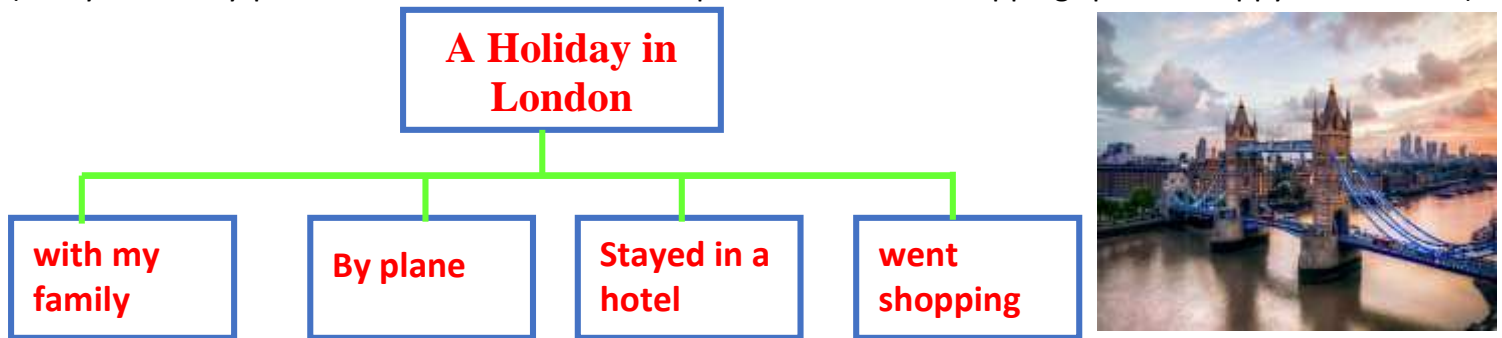 A Holiday in
London
with my
family
By plane
Stayed in a
hotel
went
shopping